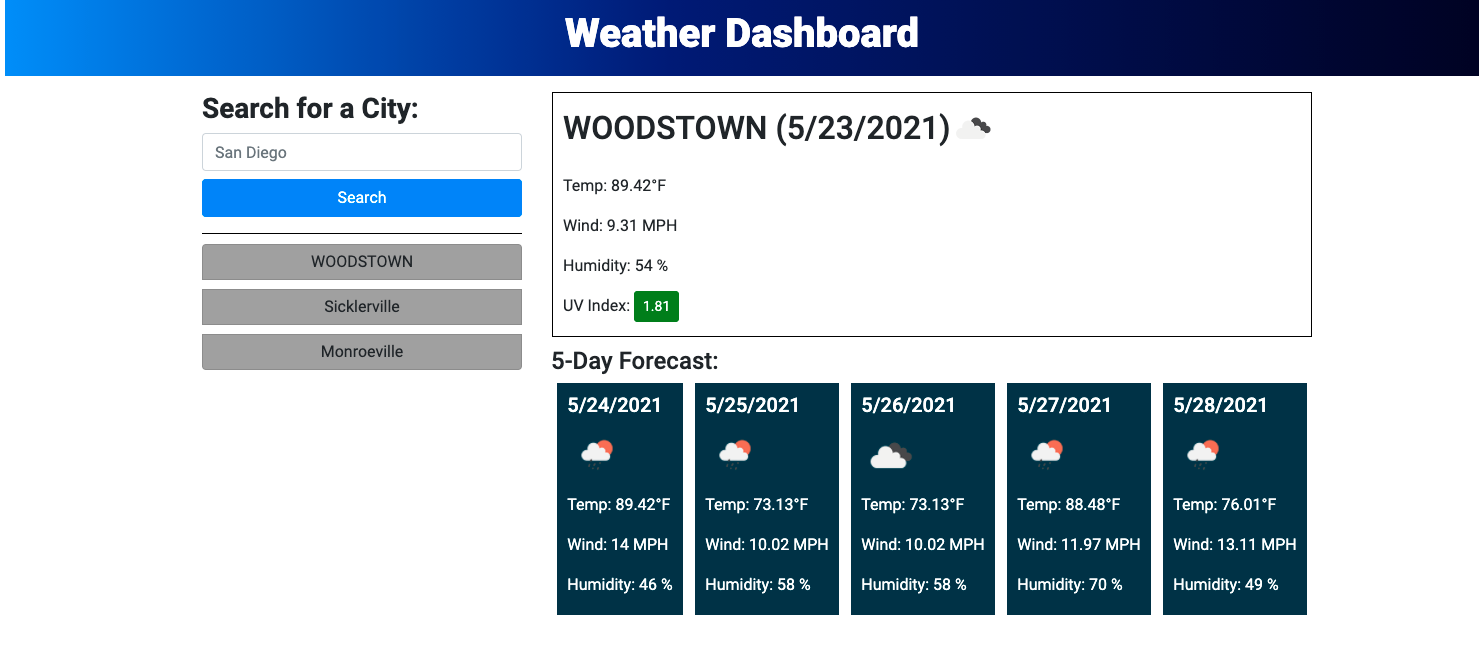 Weather Dashboard
Search for a City:
San Diego
Search
WOODSTOWN
Sicklerville
Monroeville
WOODSTOWN (5/23/2021)
Temp: 89.42°F
Wind: 9.31 MPH
Humidity: 54 %
UV Index: 1.81
5-Day Forecast:
5/24/2021
Temp: 89.42°F
Wind: 14 MPH
Humidity: 46 %
5/25/2021
Temp: 73.13°F
Wind: 10.02 MPH
Humidity: 58 %
5/26/2021
Temp: 73.13°F
Wind: 10.02 MPH
Humidity: 58 %
5/27/2021
Temp: 88.48°F
Wind: 11.97 MPH
Humidity: 70 %
5/28/2021
Temp: 76.01°F
Wind: 13.11 MPH
Humidity: 49 %